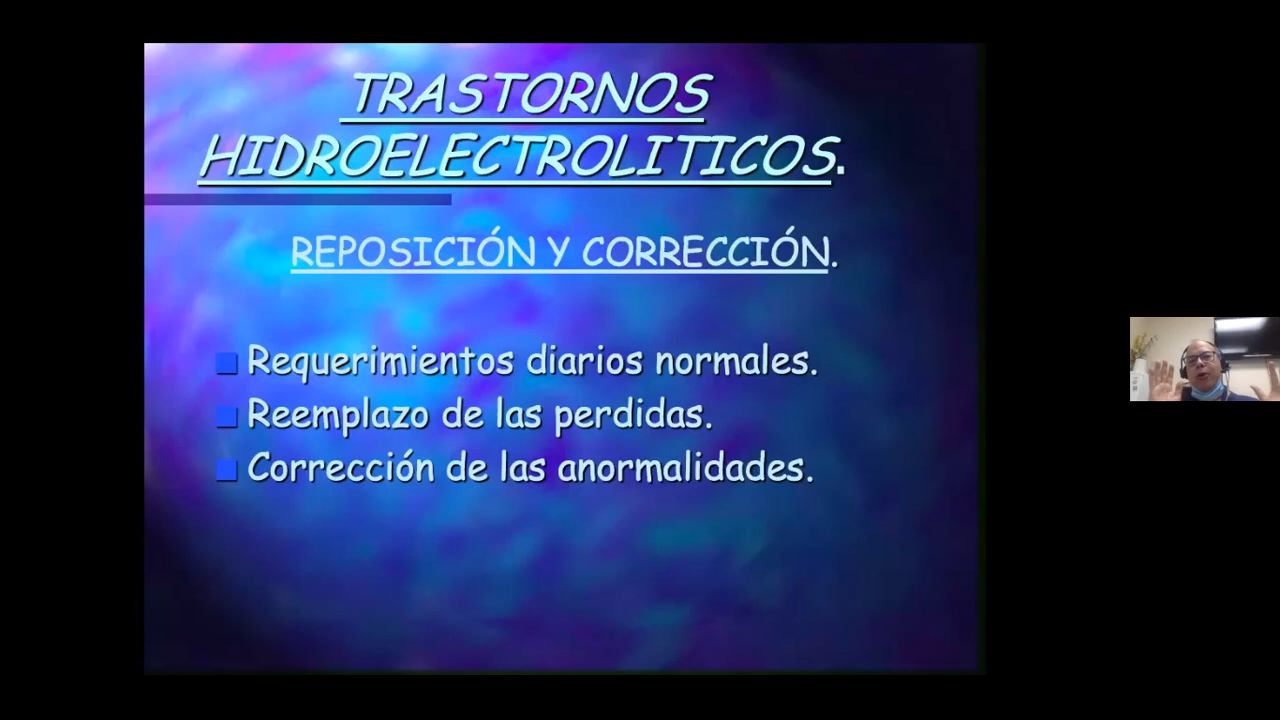 TRASTORNOS
HIDROELECTROLITICOS.
REPOSICIÓN Y CORRECCIÓN.
Requerimientos diarios normales.
Reemplazo de las perdidas.
Corrección de las anormalidades.